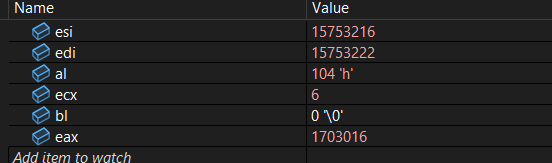 Name Value
esi 15753216
edi 15753222
al 104 'h'
ecx 6
bl 0 '\0'
eax 1703016
Add item to watch